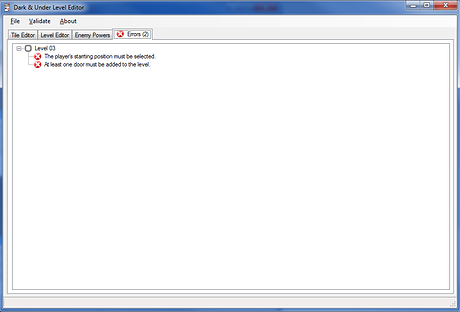 Dark & Under Level Editor
File Validate About
Tile Editor Level Editor Enemy Powers Errors (2)
Level 03
The player's starting position must be selected.
At least one door must be added to the level.